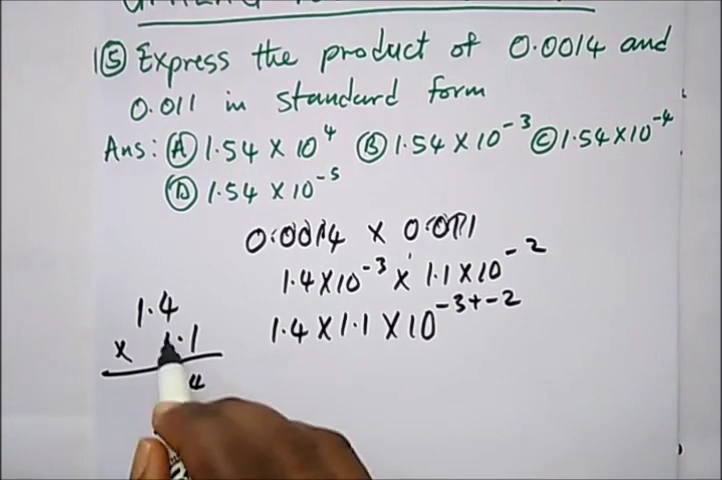 15 Express the product of 0.0014 and
0.011 in standard form
Ans: A 1.54 × 10^4 B 1.54 × 10^-3 C 1.54 × 10^-4
D 1.54 × 10^-5
0.0014 × 0.011
1.4 × 10^-3 × 1.1 × 10^-2
1.4 × 1.1 × 10^-3+-2
1.4
× 1.1
4